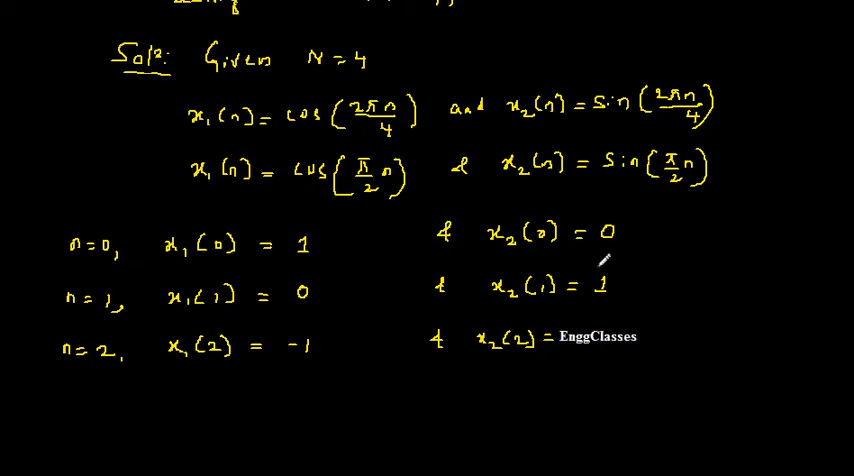 Sol<sup>n</sup>: Given N = 4
x₁(n) = cos(2πn/4) and x₂(n) = sin(2πn/4)
x₁(n) = cos(π/2 n) & x₂(n) = sin(π/2 n)
n=0, x₁(0) = 1 & x₂(0) = 0
n=1, x₁(1) = 0 & x₂(1) = 1
n=2, x₁(2) = -1 & x₂(2) = EnggClasses